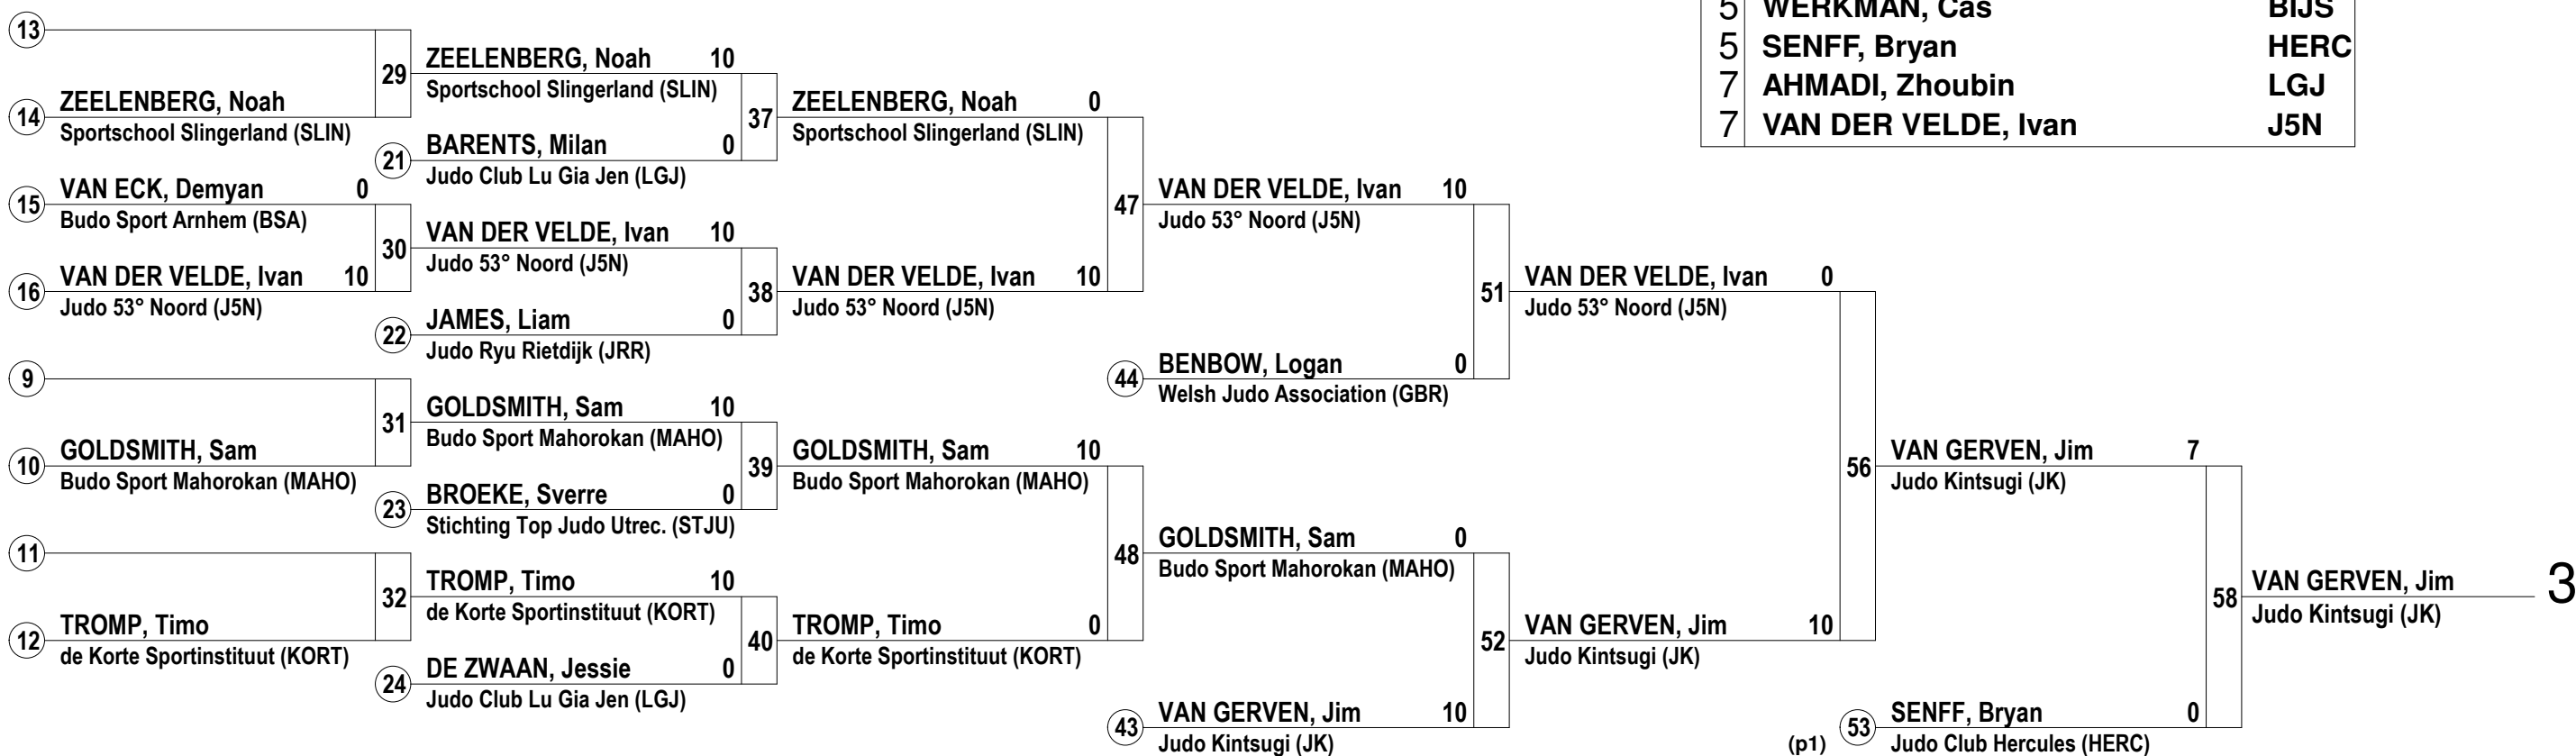 5 WERKMAN, Cas BIJS
5 SENFF, Bryan HERC
7 AHMADI, Zhoubin LGJ
7 VAN DER VELDE, Ivan J5N
13
29
ZEELENBERG, Noah 10
Sportschool Slingerland (SLIN)
14
ZEELENBERG, Noah
Sportschool Slingerland (SLIN)
37
ZEELENBERG, Noah 0
Sportschool Slingerland (SLIN)
21
BARENTS, Milan 0
Judo Club Lu Gia Jen (LGJ)
15
VAN ECK, Demyan 0
Budo Sport Arnhem (BSA)
47
VAN DER VELDE, Ivan 10
Judo 53° Noord (J5N)
30
VAN DER VELDE, Ivan 10
Judo 53° Noord (J5N)
16
VAN DER VELDE, Ivan 10
Judo 53° Noord (J5N)
38
VAN DER VELDE, Ivan 10
Judo 53° Noord (J5N)
51
VAN DER VELDE, Ivan 0
Judo 53° Noord (J5N)
22
JAMES, Liam 0
Judo Ryu Rietdijk (JRR)
9
44
BENBOW, Logan 0
Welsh Judo Association (GBR)
31
GOLDSMITH, Sam 10
Budo Sport Mahorokan (MAHO)
10
GOLDSMITH, Sam
Budo Sport Mahorokan (MAHO)
39
GOLDSMITH, Sam 10
Budo Sport Mahorokan (MAHO)
56
VAN GERVEN, Jim 7
Judo Kintsugi (JK)
23
BROEKE, Sverre 0
Stichting Top Judo Utrec. (STJU)
11
48
GOLDSMITH, Sam 0
Budo Sport Mahorokan (MAHO)
32
TROMP, Timo 10
de Korte Sportinstituut (KORT)
58
VAN GERVEN, Jim
Judo Kintsugi (JK)
3
12
TROMP, Timo
de Korte Sportinstituut (KORT)
40
TROMP, Timo 0
de Korte Sportinstituut (KORT)
52
VAN GERVEN, Jim 10
Judo Kintsugi (JK)
24
DE ZWAAN, Jessie 0
Judo Club Lu Gia Jen (LGJ)
43
VAN GERVEN, Jim 10
Judo Kintsugi (JK)
(p1)
53
SENFF, Bryan 0
Judo Club Hercules (HERC)